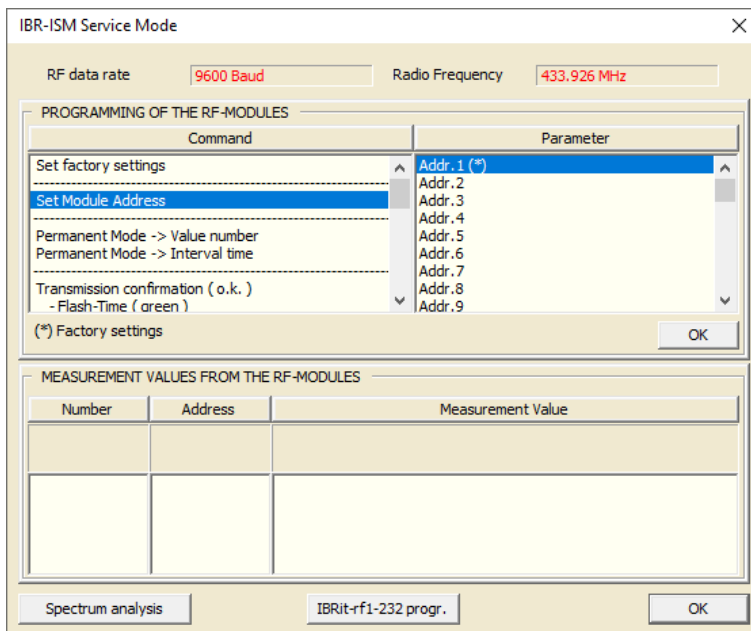 IBR-ISM Service Mode
RF data rate 9600 Baud Radio Frequency 433.926 MHz
PROGRAMMING OF THE RF-MODULES
Command Parameter
Set factory settings Addr.1 (*)
Addr.2
Set Module Address Addr.3
Addr.4
Permanent Mode -> Value number Addr.5
Permanent Mode -> Interval time Addr.6
Addr.7
Transmission confirmation ( o.k. ) Addr.8
- Flash-Time ( green ) Addr.9
(*) Factory settings OK
MEASUREMENT VALUES FROM THE RF-MODULES
Number Address Measurement Value
Spectrum analysis IBRit-rf1-232 progr. OK